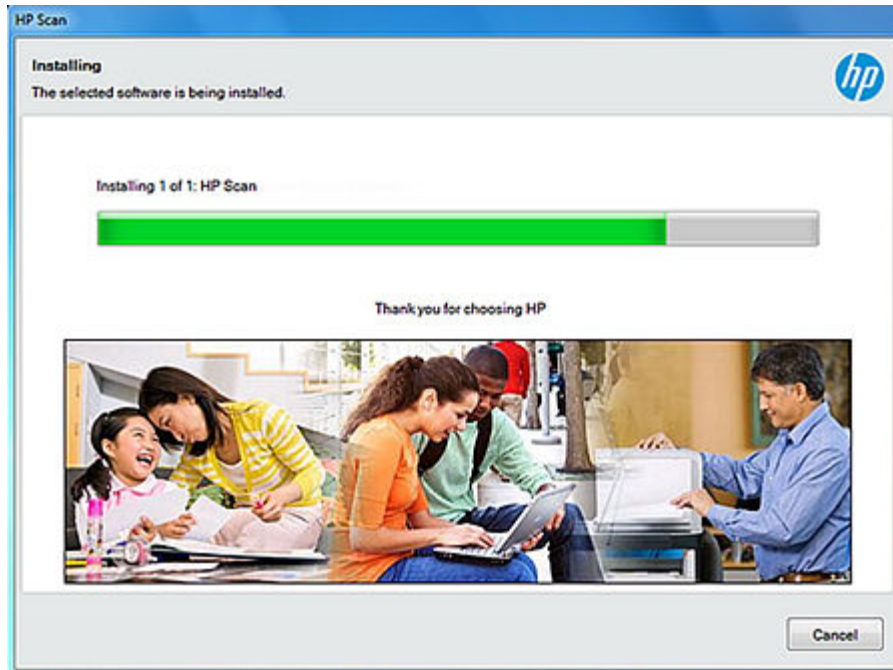 HP Scan
Installing
The selected software is being installed.
hp
Installing 1 of 1: HP Scan
Thank you for choosing HP
Cancel